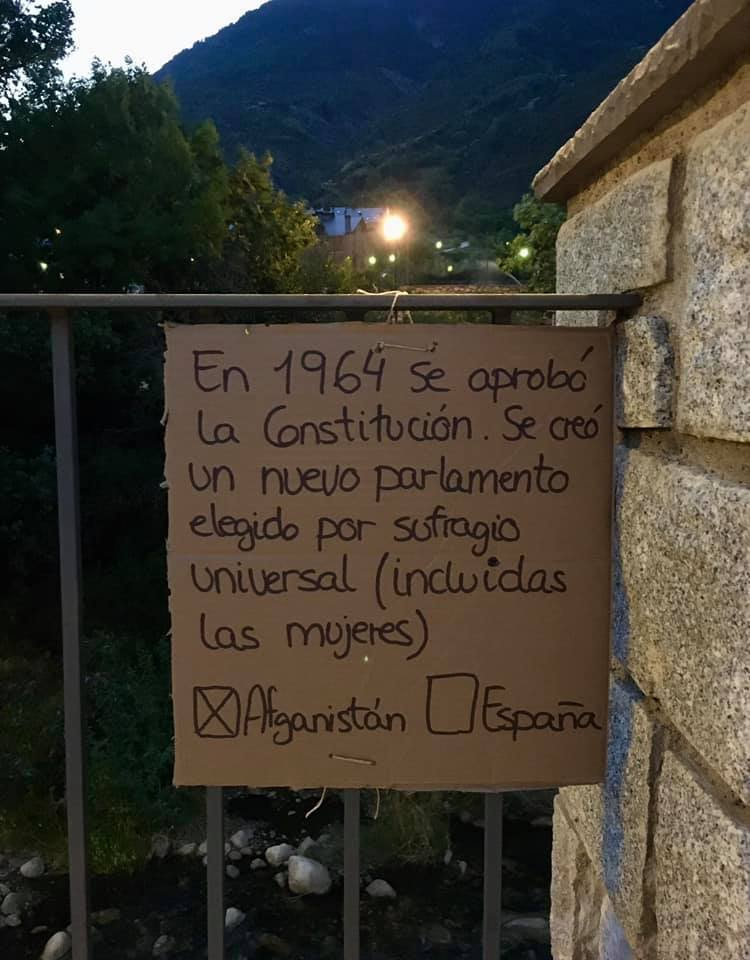 En 1964 se aprobó
la Constitución. Se creó
un nuevo parlamento
elegido por sufragio
universal (incluidas
las mujeres)
☒ Afganistán ☐ España